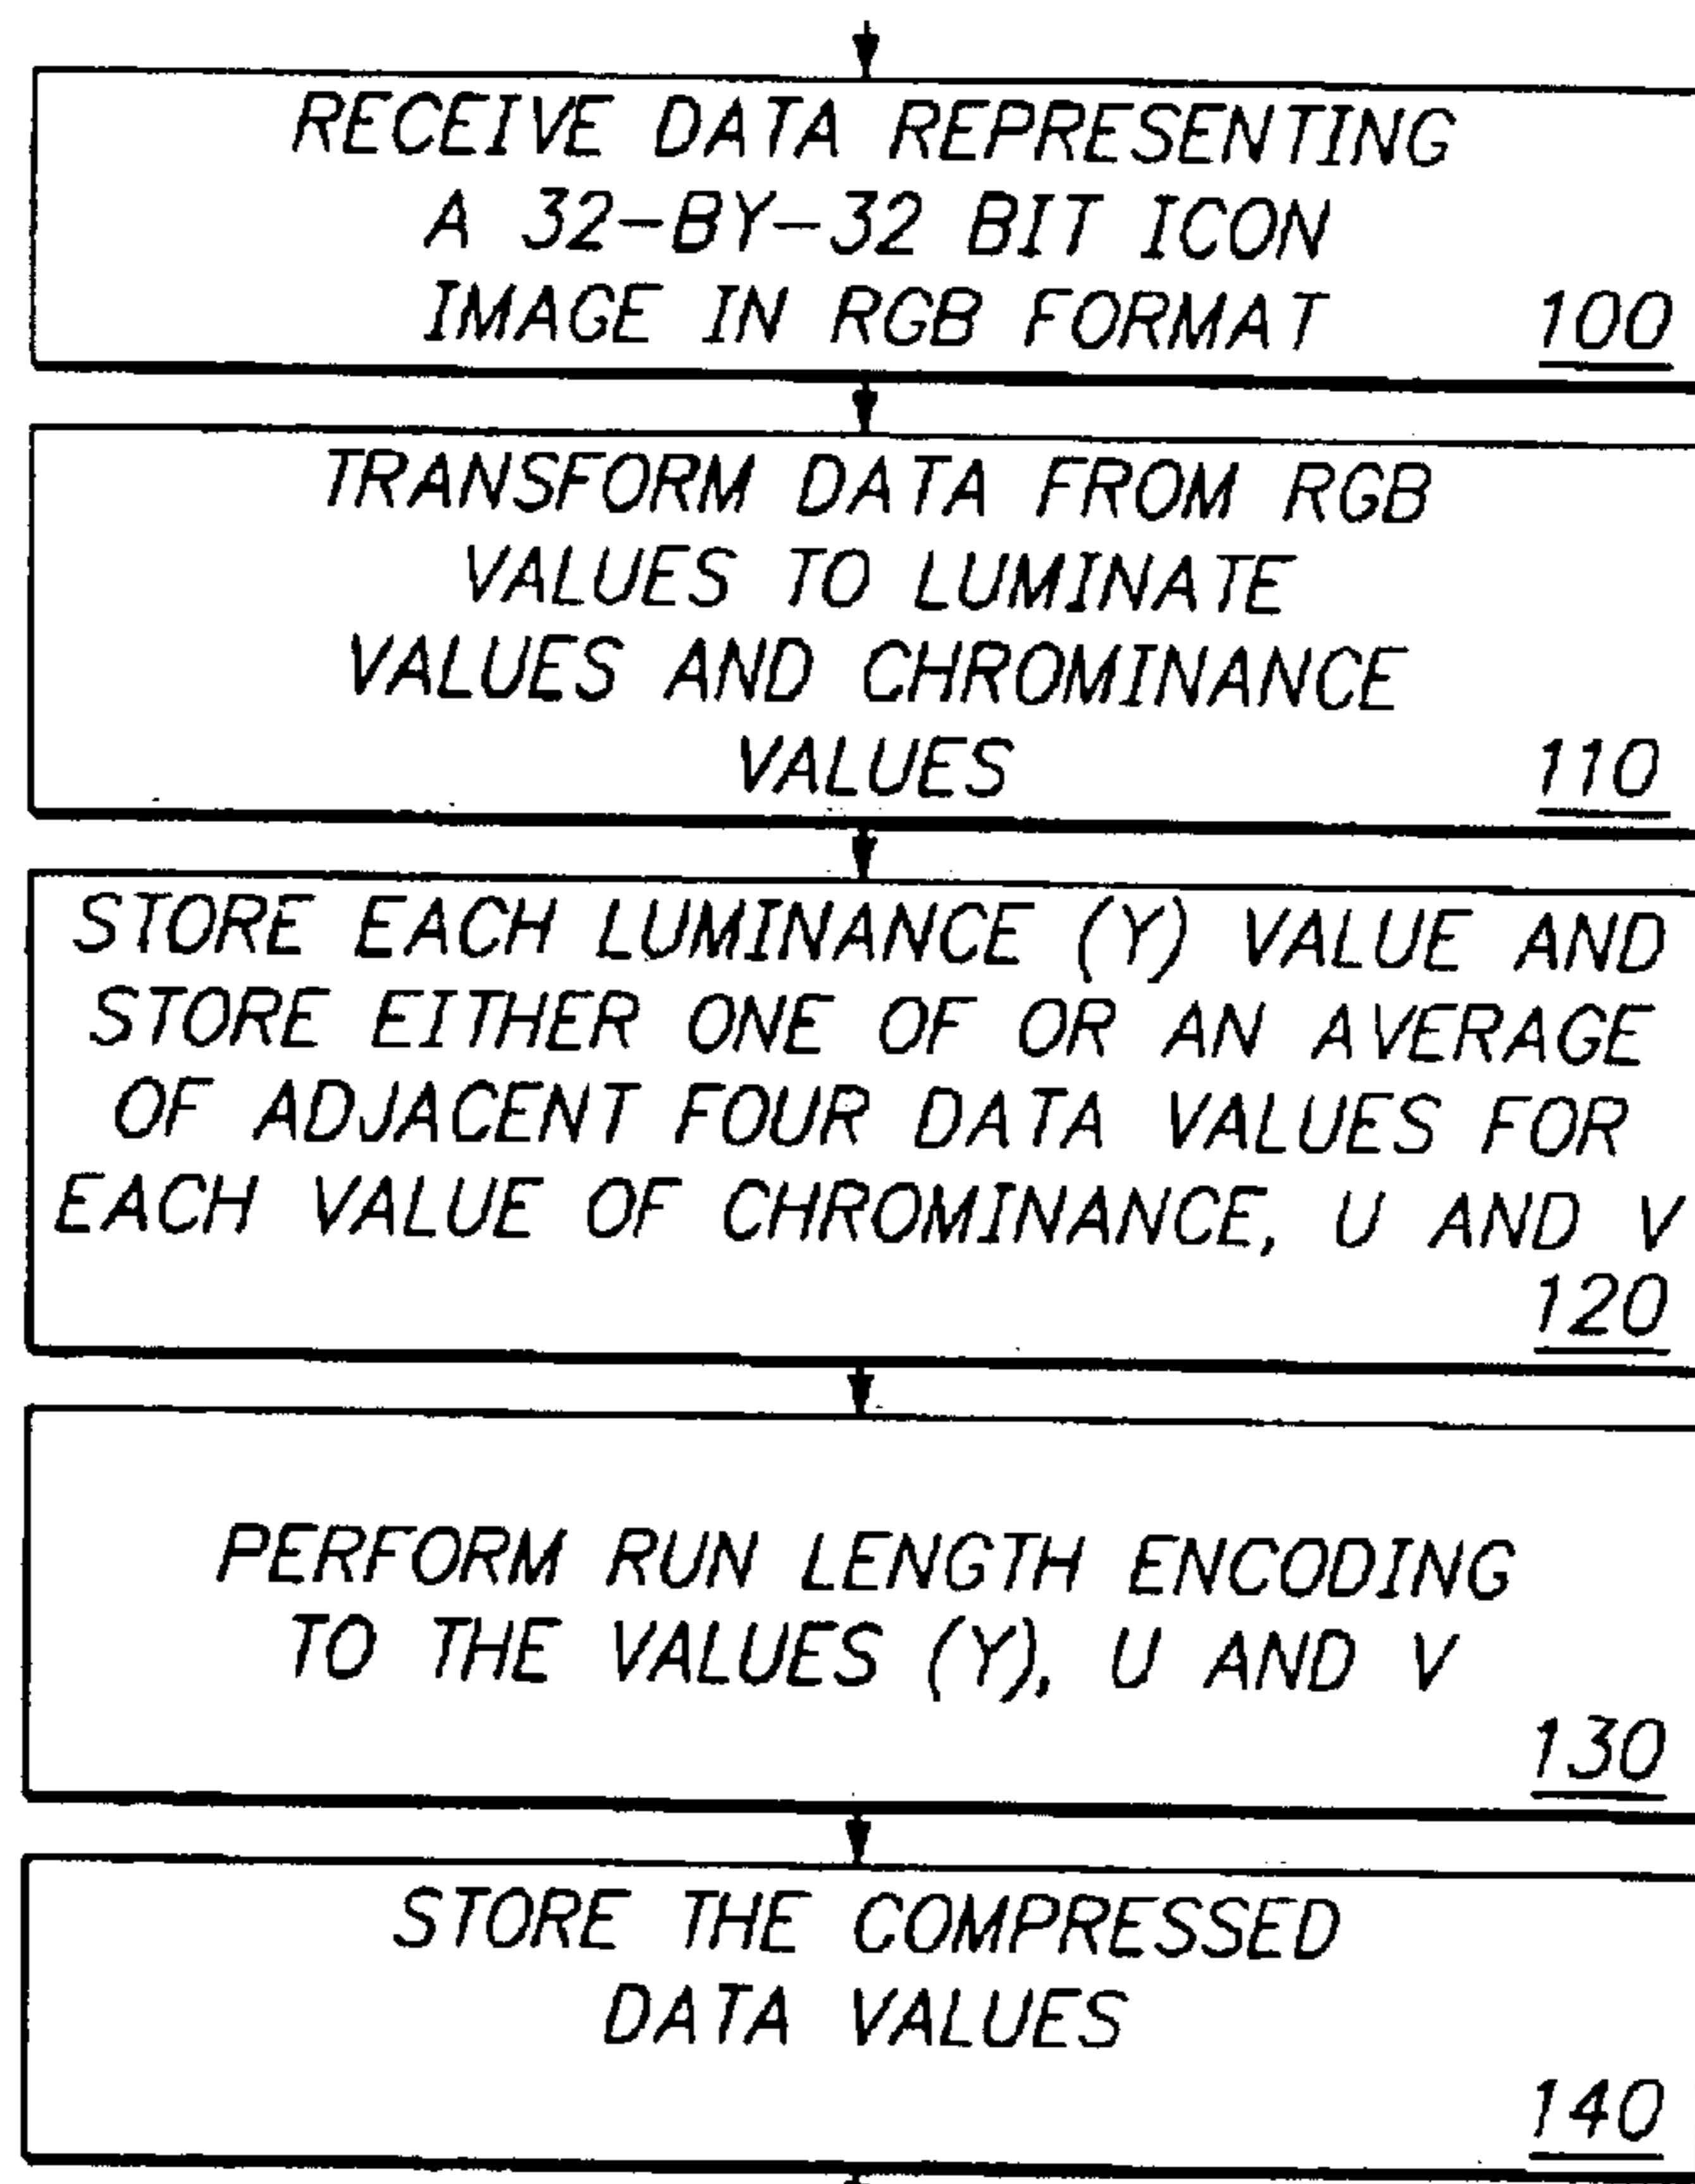 RECEIVE DATA REPRESENTING
A 32-BY-32 BIT ICON
IMAGE IN RGB FORMAT 100
TRANSFORM DATA FROM RGB
VALUES TO LUMINATE
VALUES AND CHROMINANCE
VALUES 110
STORE EACH LUMINANCE (Y) VALUE AND
STORE EITHER ONE OF OR AN AVERAGE
OF ADJACENT FOUR DATA VALUES FOR
EACH VALUE OF CHROMINANCE, U AND V
120
PERFORM RUN LENGTH ENCODING
TO THE VALUES (Y), U AND V
130
STORE THE COMPRESSED
DATA VALUES
140